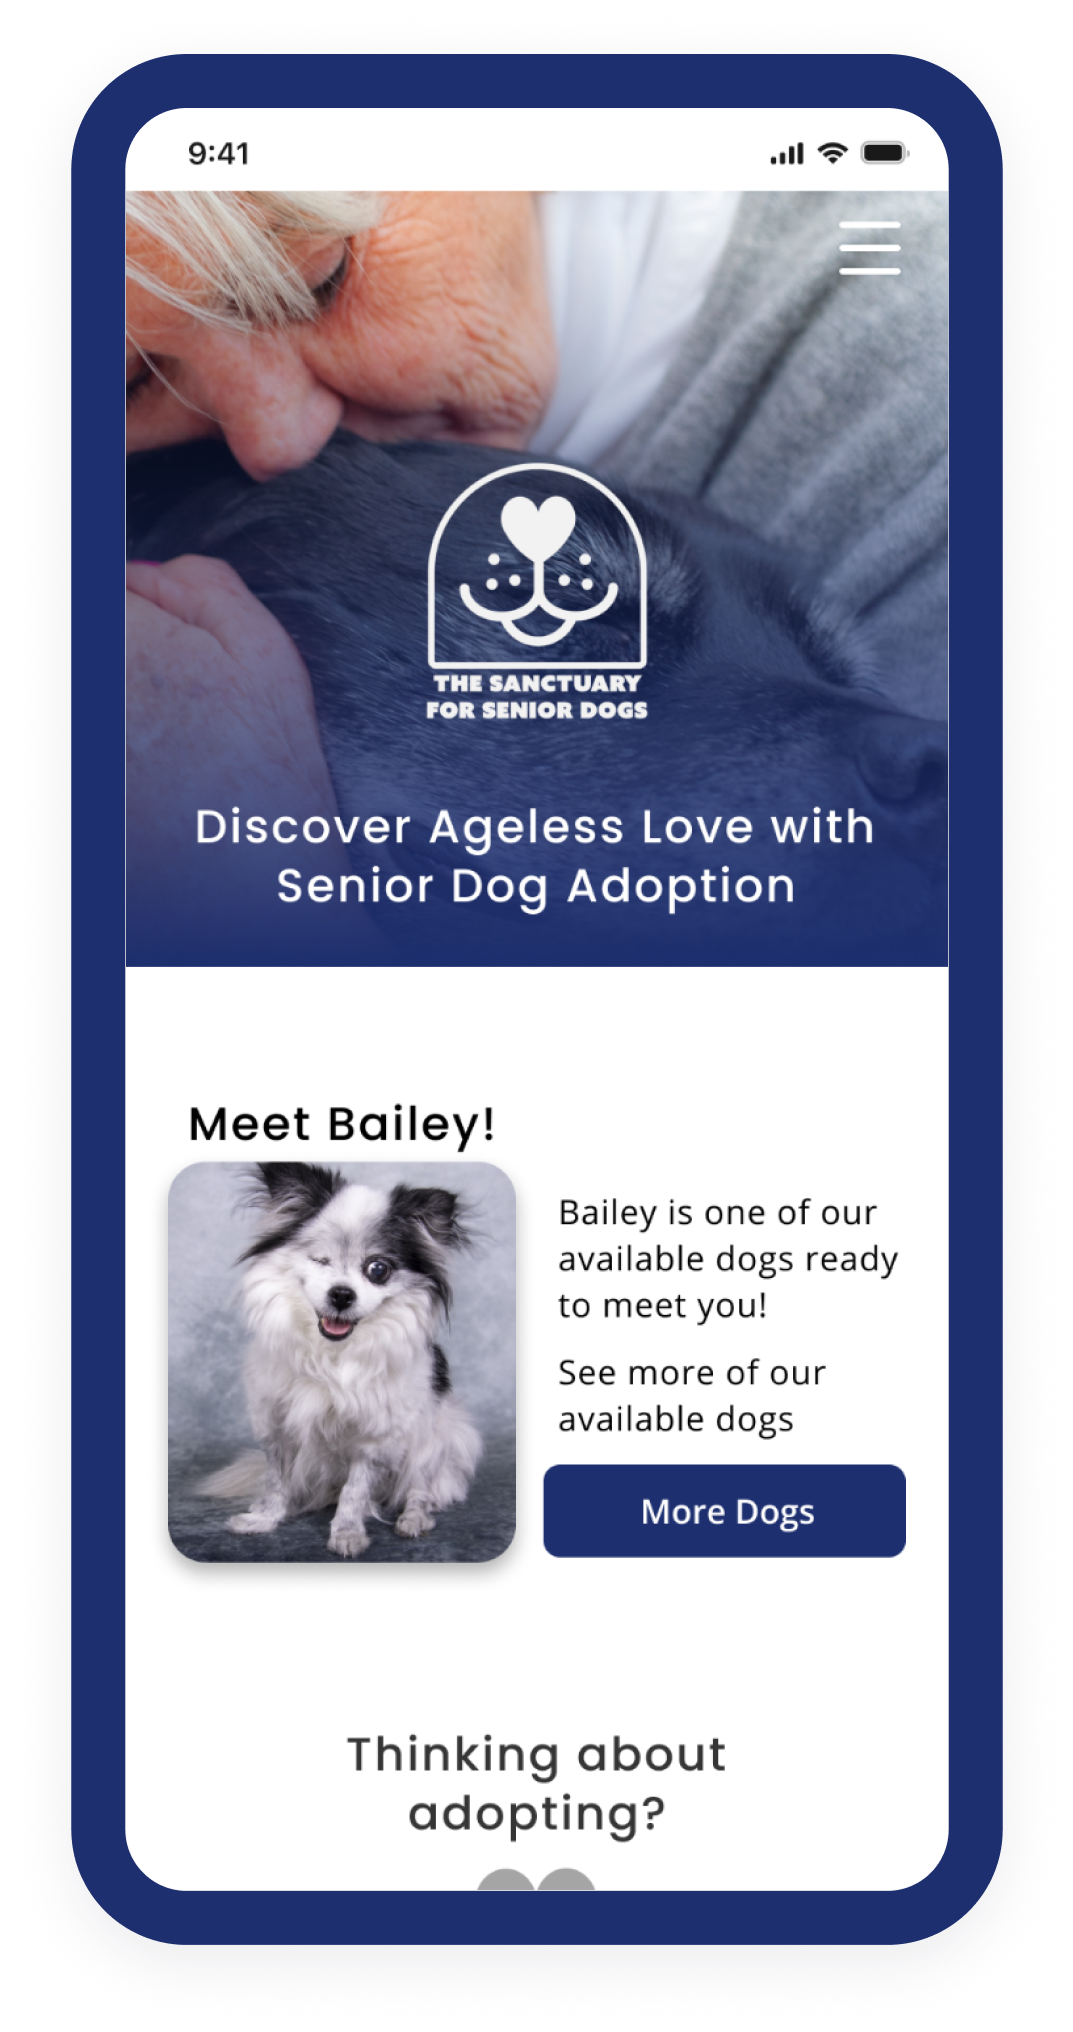 9:41
THE SANCTUARY
FOR SENIOR DOGS
Discover Ageless Love with
Senior Dog Adoption
Meet Bailey!
Bailey is one of our
available dogs ready
to meet you!
See more of our
available dogs
More Dogs
Thinking about
adopting?